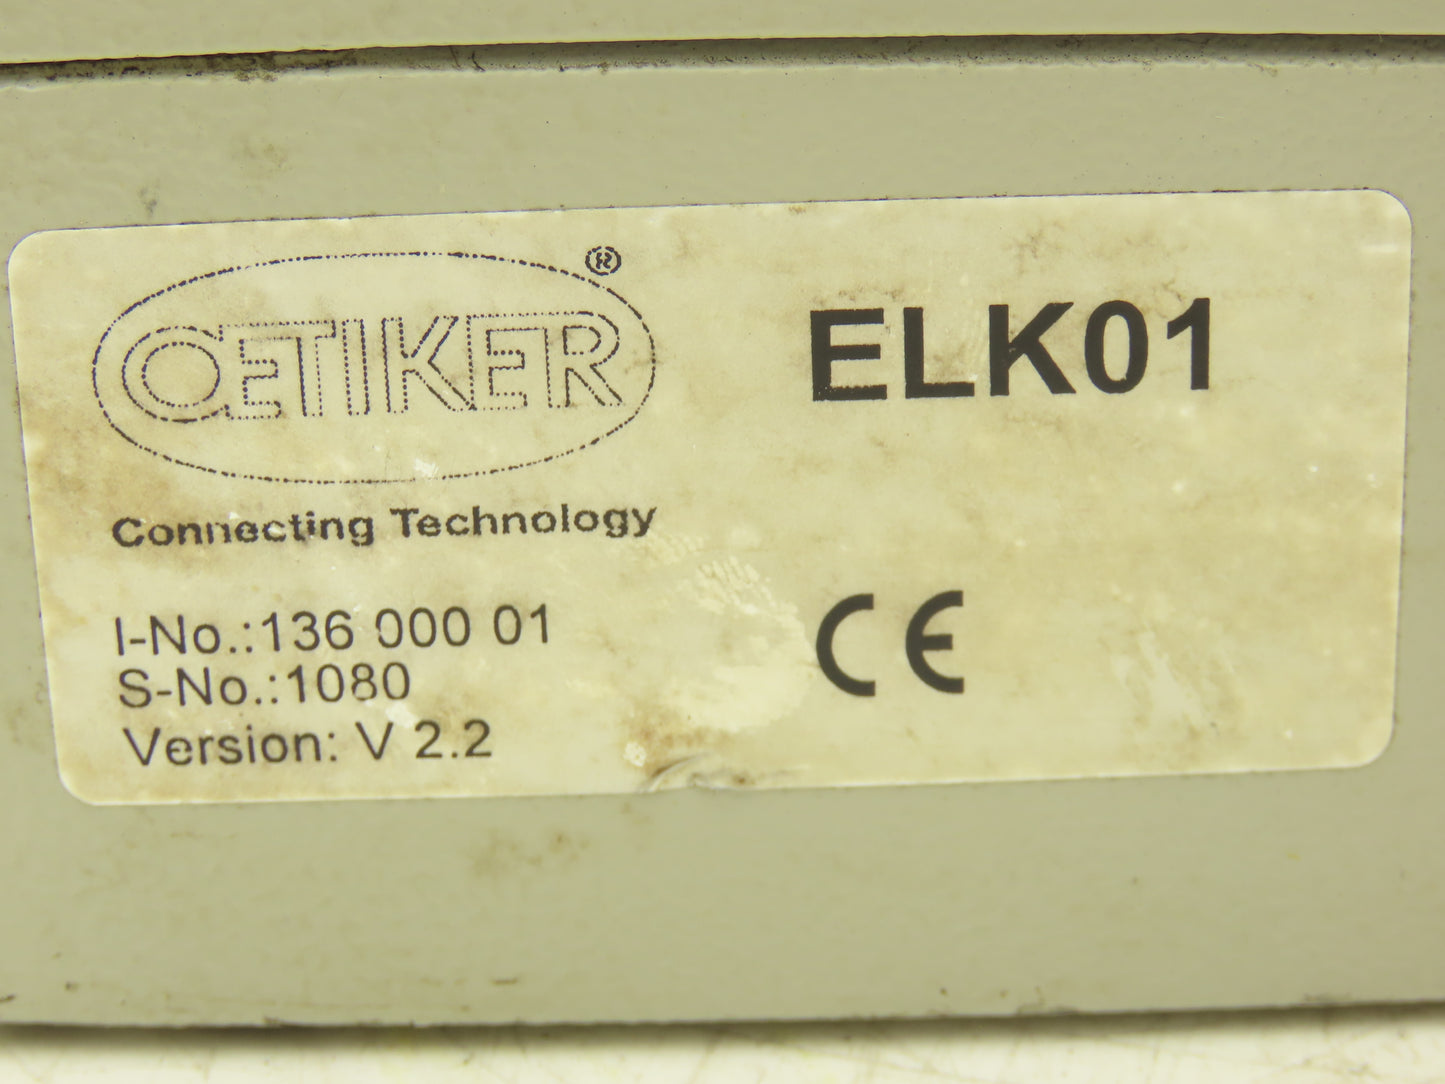 OETIKER®
ELK01
Connecting Technology
I-No.:136 000 01
S-No.:1080
Version: V 2.2
CE